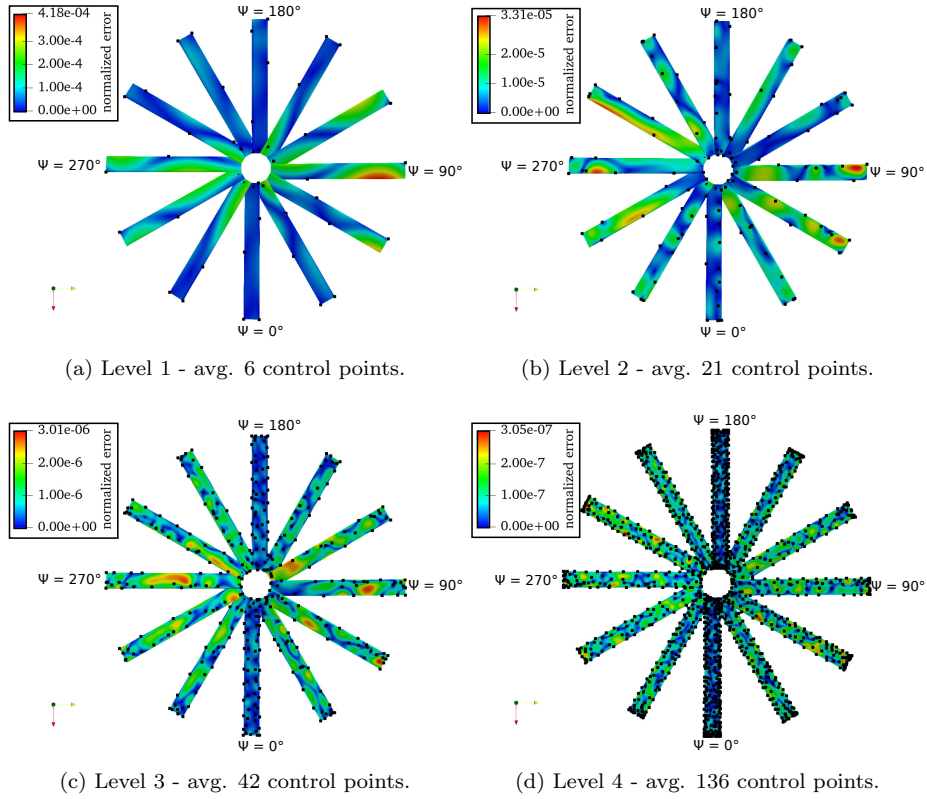 4.18e-04
3.00e-4
2.00e-4
1.00e-4
0.00e+00
normalized error
Ψ = 180°
Ψ = 270°
Ψ = 90°
Ψ = 0°
(a) Level 1 - avg. 6 control points.
3.31e-05
2.00e-5
1.00e-5
0.00e+00
normalized error
Ψ = 180°
Ψ = 270°
Ψ = 90°
Ψ = 0°
(b) Level 2 - avg. 21 control points.
3.01e-06
2.00e-6
1.00e-6
0.00e+00
normalized error
Ψ = 180°
Ψ = 270°
Ψ = 90°
Ψ = 0°
(c) Level 3 - avg. 42 control points.
3.05e-07
2.00e-7
1.00e-7
0.00e+00
normalized error
Ψ = 180°
Ψ = 270°
Ψ = 90°
Ψ = 0°
(d) Level 4 - avg. 136 control points.